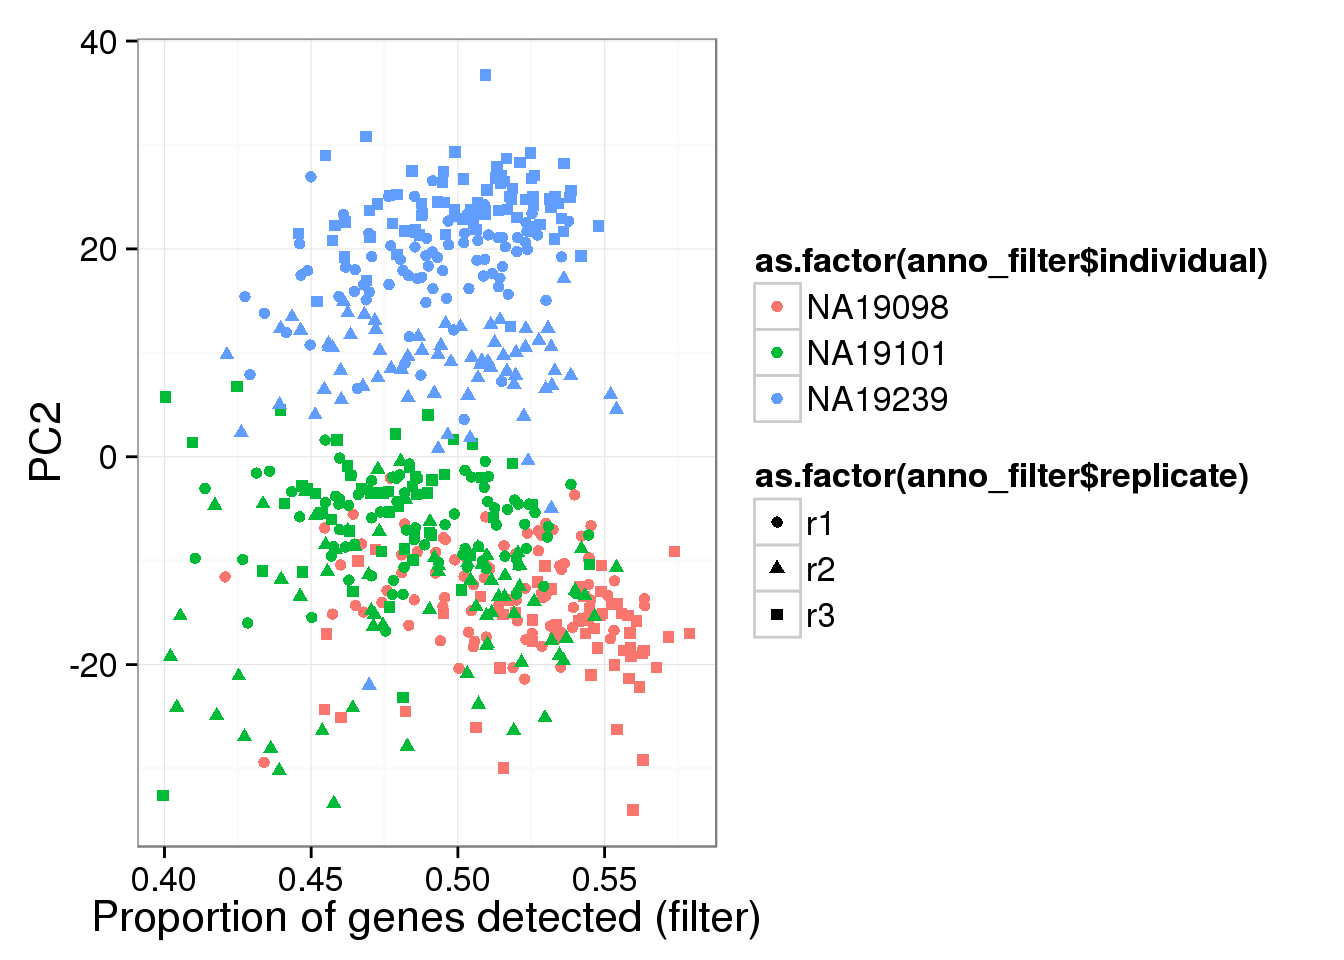 40
20
0
-20
PC2
0.40 0.45 0.50 0.55
Proportion of genes detected (filter)
as.factor(anno_filter$individual)
NA19098
NA19101
NA19239
as.factor(anno_filter$replicate)
r1
r2
r3